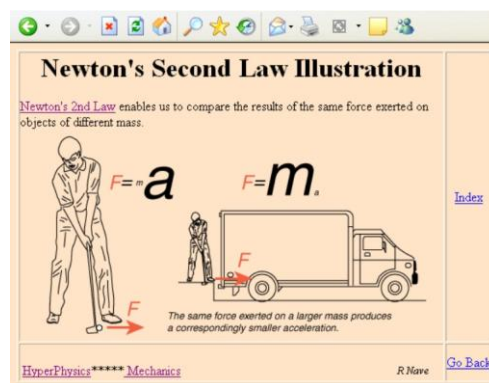 Newton's Second Law Illustration
Newton's 2nd Law enables us to compare the results of the same force exerted on
objects of different mass.
F= m a
F= m a
F
F
The same force exerted on a larger mass produces
a correspondingly smaller acceleration.
Index
HyperPhysics***** Mechanics
R Nave
Go Back